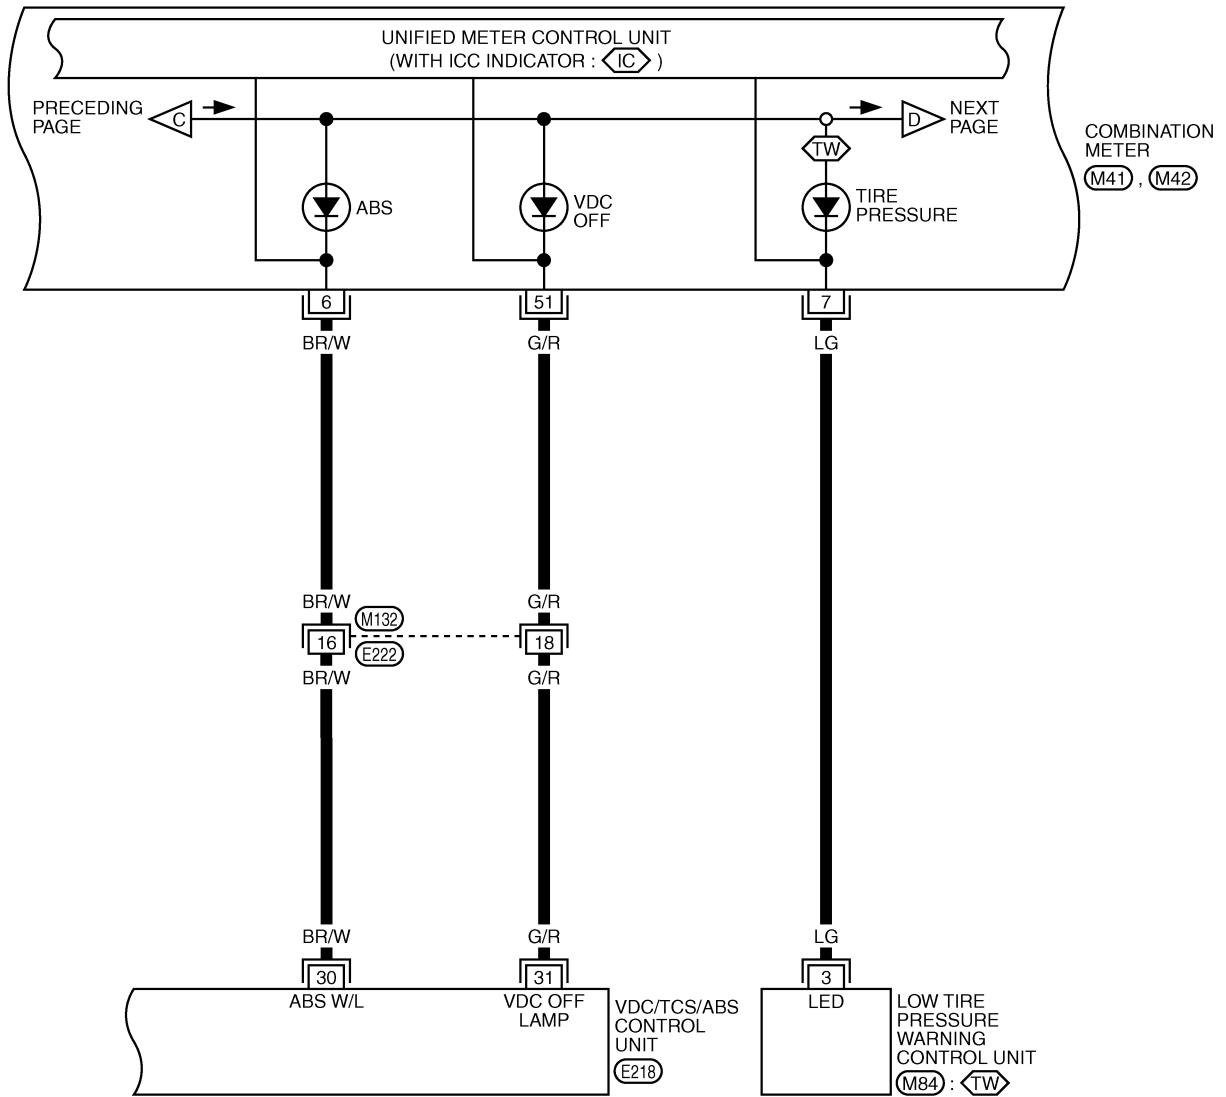 UNIFIED METER CONTROL UNIT
(WITH ICC INDICATOR : IC )
PRECEDING
PAGE
C
D
NEXT
PAGE
COMBINATION
METER
M41 , M42
TW
ABS
VDC
OFF
TIRE
PRESSURE
6
51
7
BR/W
G/R
LG
BR/W
G/R
M132
16
18
E222
BR/W
G/R
BR/W
G/R
LG
30
31
3
ABS W/L
VDC OFF
LAMP
LED
VDC/TCS/ABS
CONTROL
UNIT
E218
LOW TIRE
PRESSURE
WARNING
CONTROL UNIT
M84 : TW